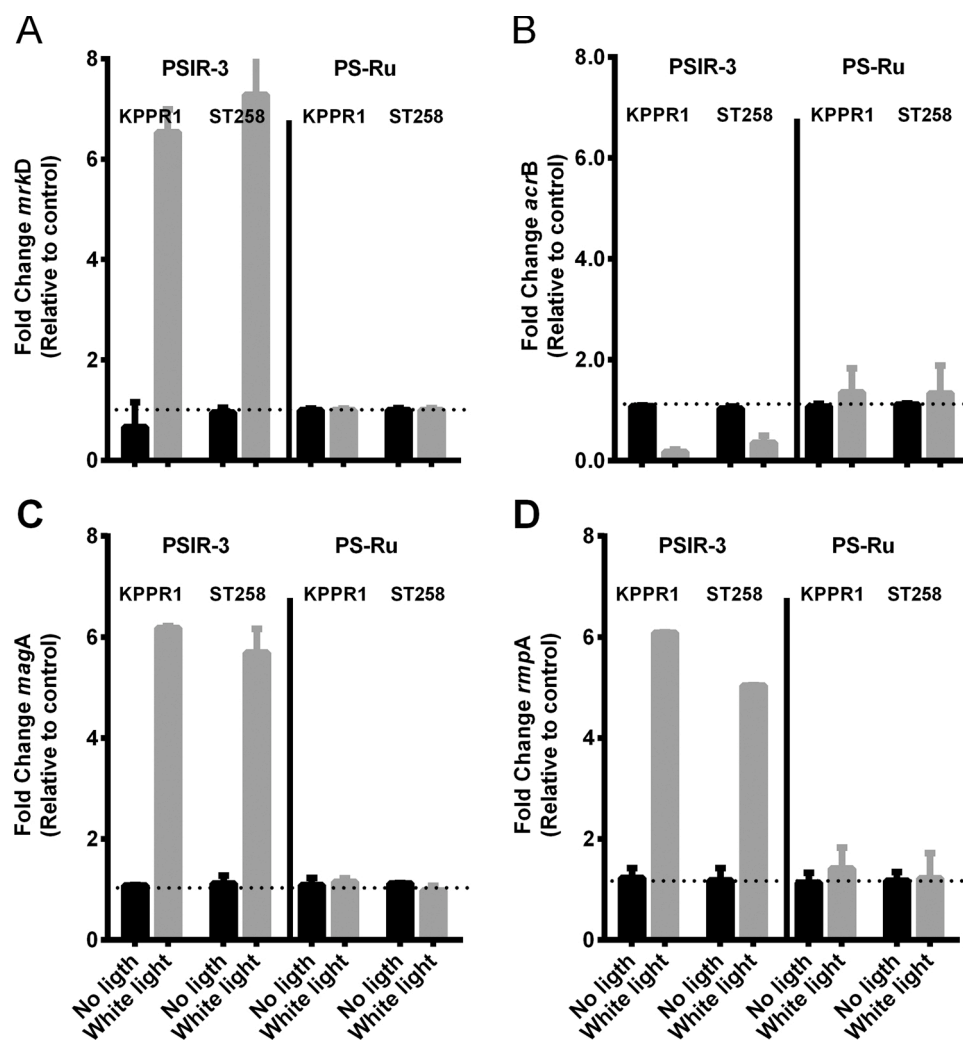 A
Fold Change mrkD
(Relative to control)
8
6
4
2
0
PSIR-3 PS-Ru
KPPR1 ST258 KPPR1 ST258
B
Fold Change acrB
(Relative to control)
8.0
6.0
4.0
2.0
0.0
PSIR-3 PS-Ru
KPPR1 ST258 KPPR1 ST258
C
Fold Change magA
(Relative to control)
8
6
4
2
0
PSIR-3 PS-Ru
KPPR1 ST258 KPPR1 ST258
No ligth
White light
No ligth
White light
No ligth
White light
No ligth
White light
D
Fold Change rmpA
(Relative to control)
8
6
4
2
0
PSIR-3 PS-Ru
KPPR1 ST258 KPPR1 ST258
No ligth
White light
No ligth
White light
No ligth
White light
No ligth
White light